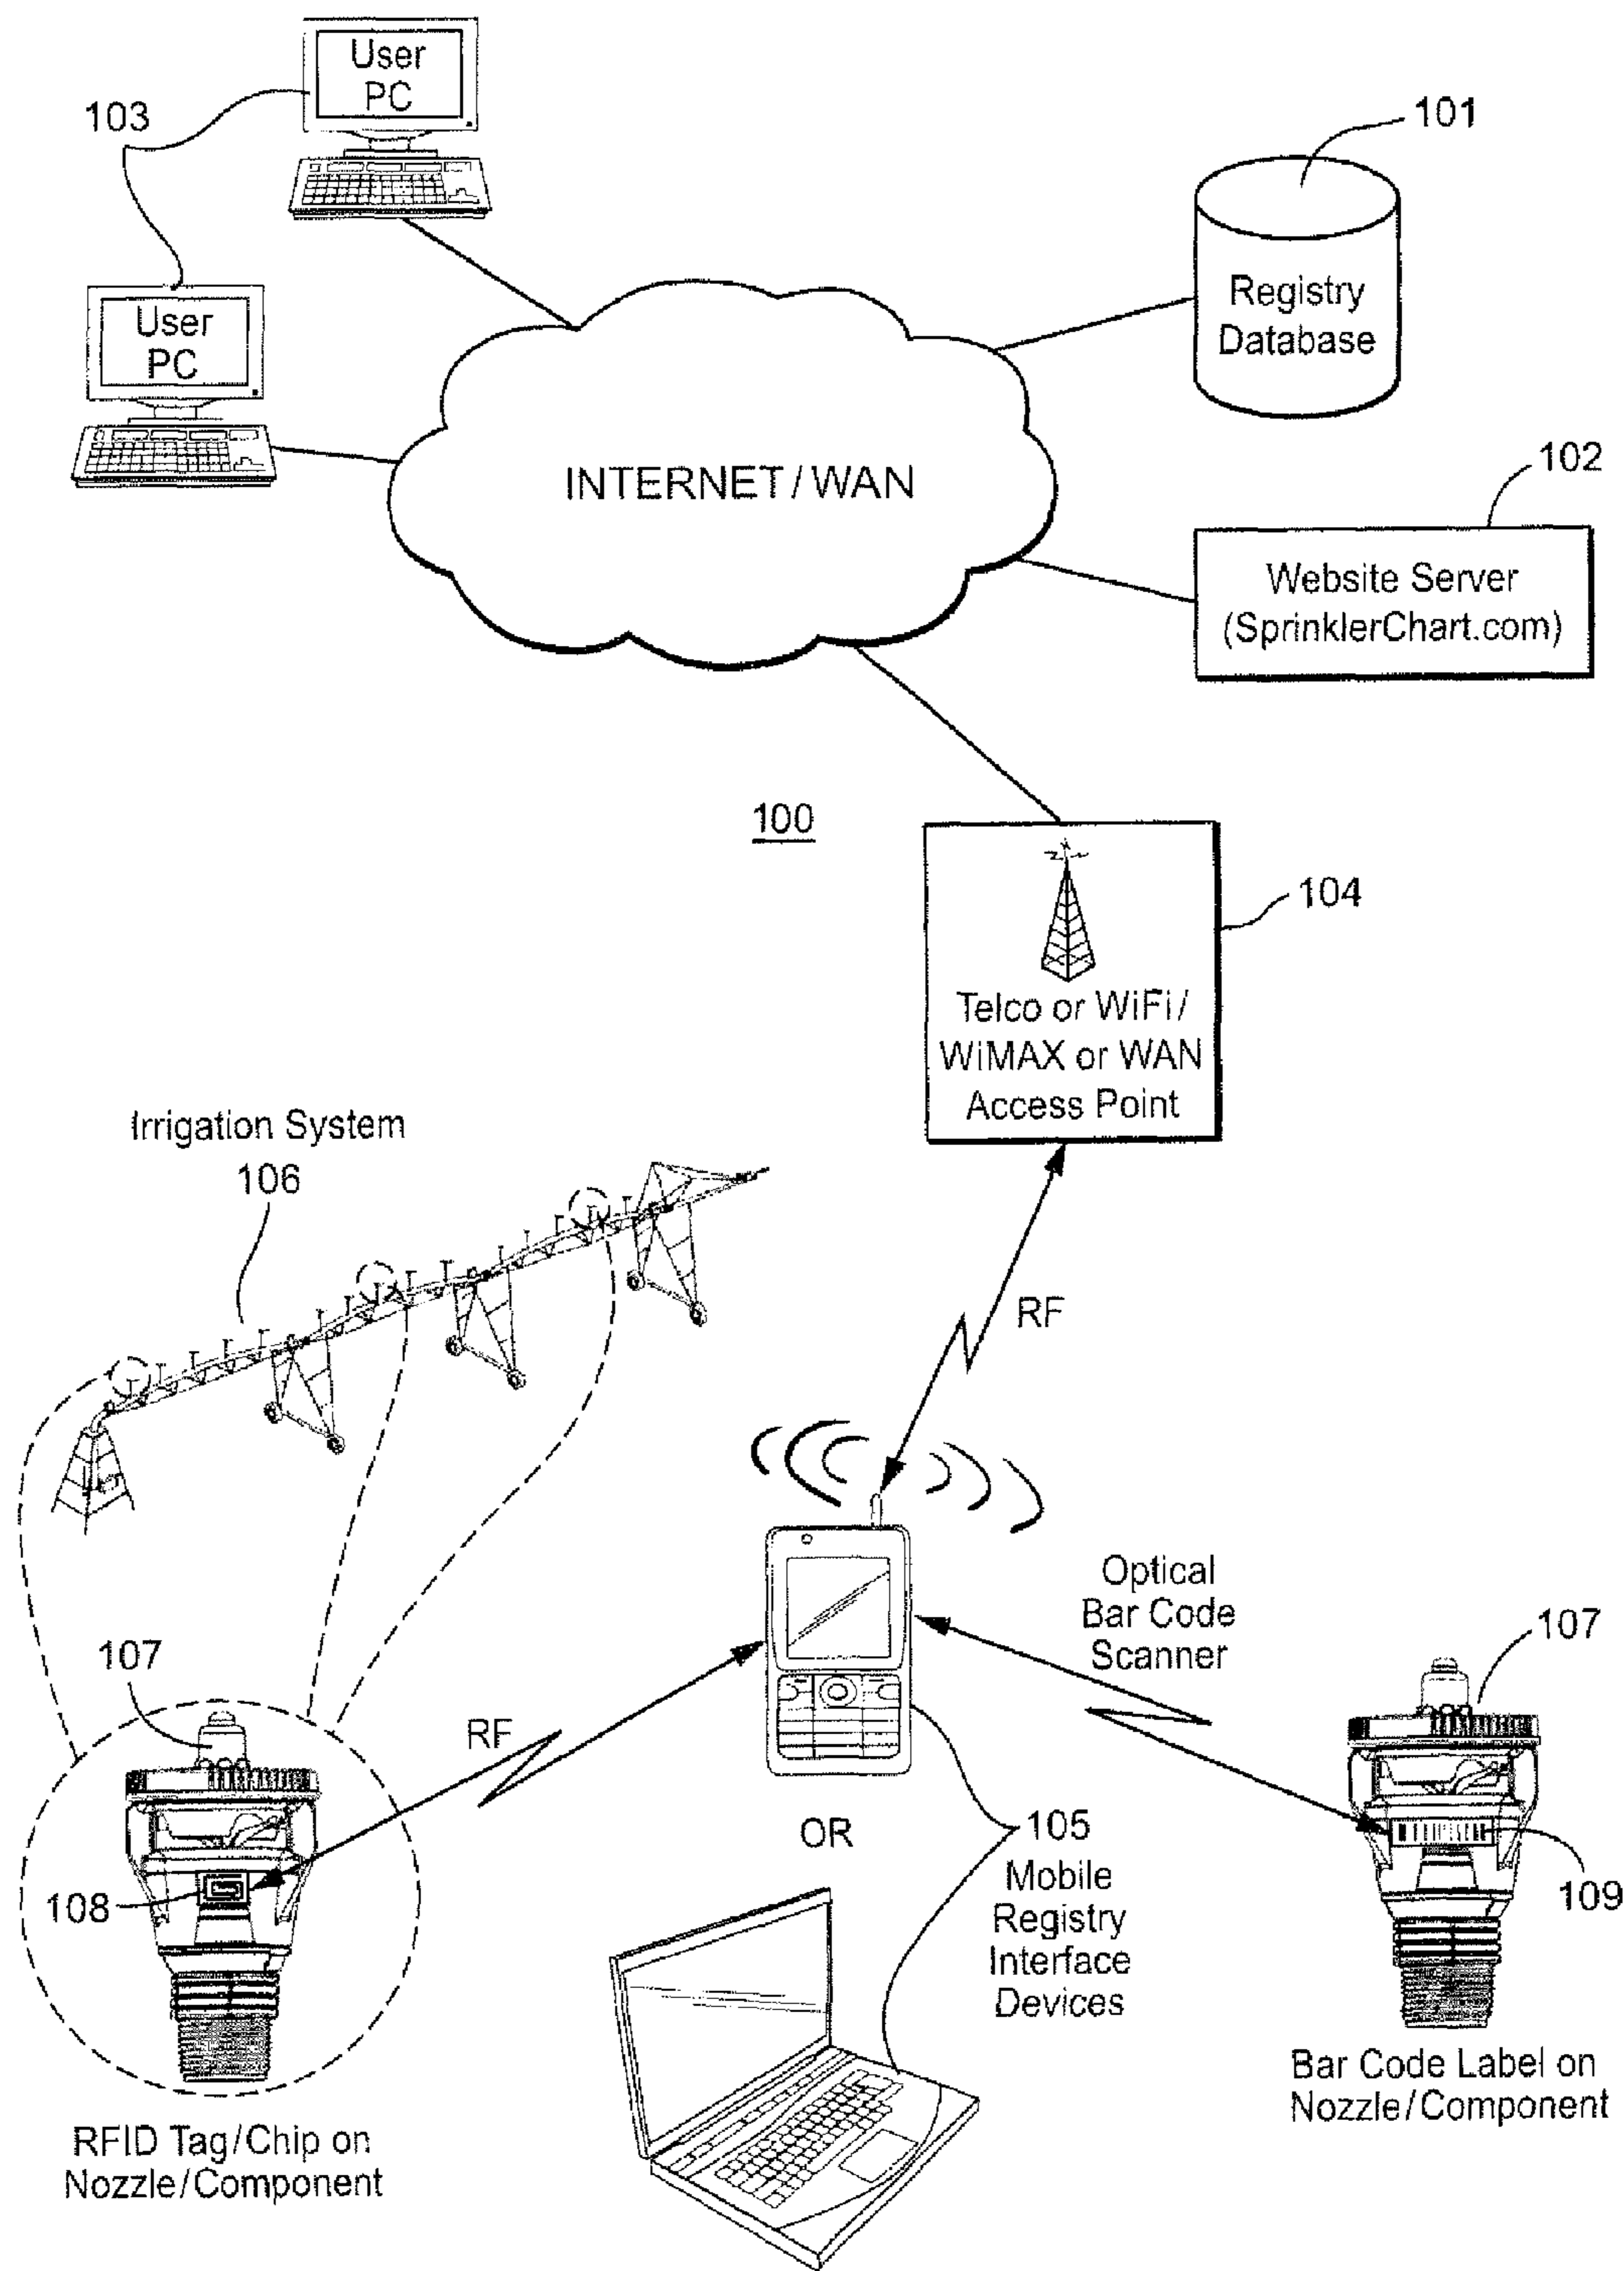 User
PC
103
101
User
PC
Registry
Database
INTERNET/WAN
102
Website Server
(SprinklerChart.com)
100
104
Telco or WiFi/
WiMAX or WAN
Access Point
Irrigation System
106
RF
Optical
Bar Code
Scanner
107
107
RF
OR
105
Mobile
Registry
Interface
Devices
108
109
Bar Code Label on
Nozzle/Component
RFID Tag/Chip on
Nozzle/Component